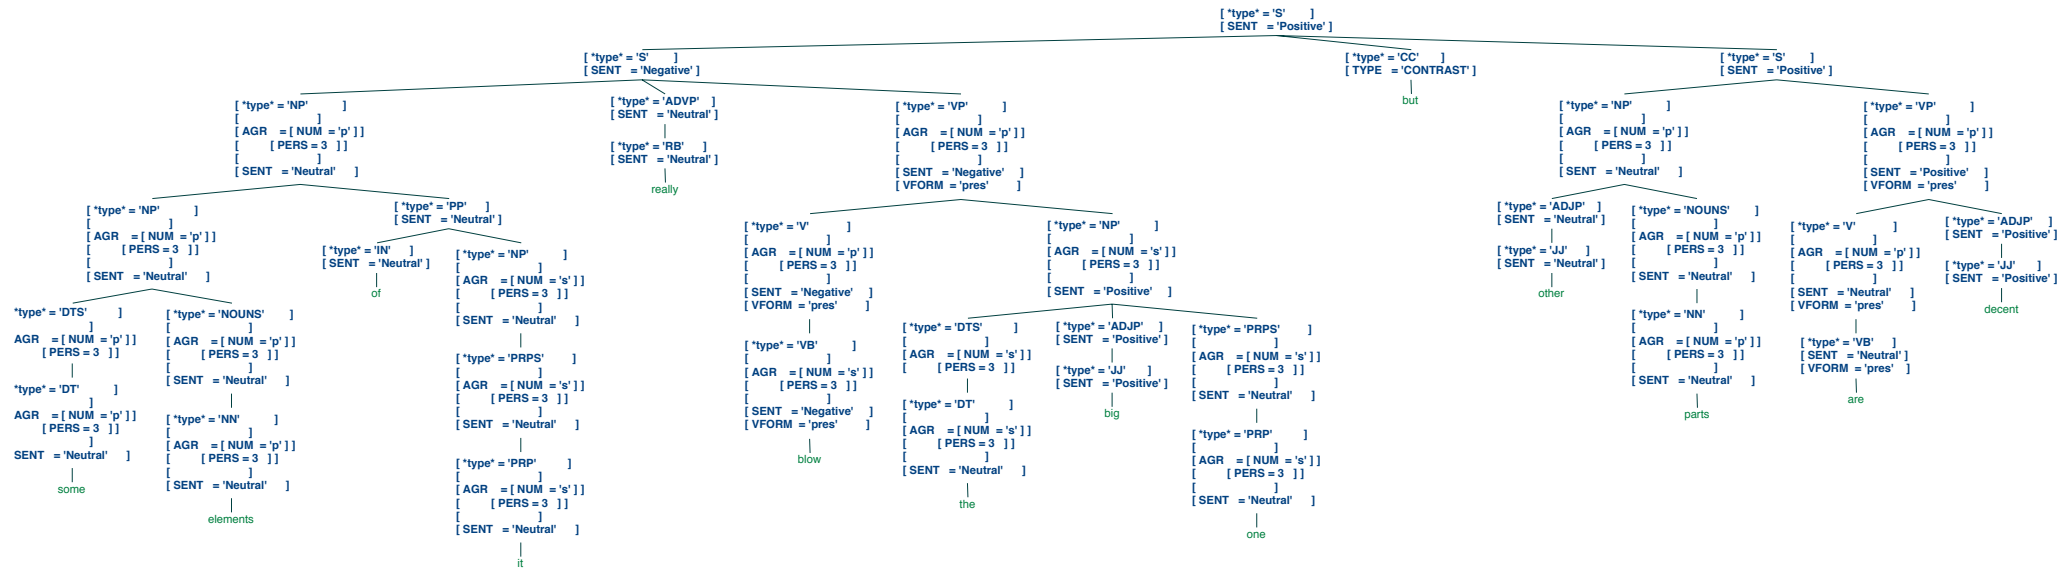 [ *type* = 'S' ]
[ SENT = 'Positive' ]
[ *type* = 'S' ]
[ SENT = 'Negative' ]
[ *type* = 'CC' ]
[ TYPE = 'CONTRAST' ]
but
[ *type* = 'S' ]
[ SENT = 'Positive' ]
[ *type* = 'NP' ]
[ ]
[ AGR = [ NUM = 'p' ] ]
[ [ PERS = 3 ] ]
[ ]
[ SENT = 'Neutral' ]
[ *type* = 'ADVP' ]
[ SENT = 'Neutral' ]
[ *type* = 'RB' ]
[ SENT = 'Neutral' ]
really
[ *type* = 'VP' ]
[ ]
[ AGR = [ NUM = 'p' ] ]
[ [ PERS = 3 ] ]
[ ]
[ SENT = 'Negative' ]
[ VFORM = 'pres' ]
[ *type* = 'NP' ]
[ ]
[ AGR = [ NUM = 'p' ] ]
[ [ PERS = 3 ] ]
[ ]
[ SENT = 'Neutral' ]
[ *type* = 'VP' ]
[ ]
[ AGR = [ NUM = 'p' ] ]
[ [ PERS = 3 ] ]
[ ]
[ SENT = 'Positive' ]
[ VFORM = 'pres' ]
[ *type* = 'NP' ]
[ ]
[ AGR = [ NUM = 'p' ] ]
[ [ PERS = 3 ] ]
[ ]
[ SENT = 'Neutral' ]
[ *type* = 'PP' ]
[ SENT = 'Neutral' ]
[ *type* = 'IN' ]
[ SENT = 'Neutral' ]
of
[ *type* = 'NP' ]
[ ]
[ AGR = [ NUM = 's' ] ]
[ [ PERS = 3 ] ]
[ ]
[ SENT = 'Neutral' ]
[ *type* = 'V' ]
[ ]
[ AGR = [ NUM = 'p' ] ]
[ [ PERS = 3 ] ]
[ ]
[ SENT = 'Negative' ]
[ VFORM = 'pres' ]
[ *type* = 'NP' ]
[ ]
[ AGR = [ NUM = 's' ] ]
[ [ PERS = 3 ] ]
[ ]
[ SENT = 'Positive' ]
[ *type* = 'ADJP' ]
[ SENT = 'Neutral' ]
[ *type* = 'JJ' ]
[ SENT = 'Neutral' ]
other
[ *type* = 'NOUNS' ]
[ ]
[ AGR = [ NUM = 'p' ] ]
[ [ PERS = 3 ] ]
[ ]
[ SENT = 'Neutral' ]
[ *type* = 'V' ]
[ ]
[ AGR = [ NUM = 'p' ] ]
[ [ PERS = 3 ] ]
[ ]
[ SENT = 'Neutral' ]
[ VFORM = 'pres' ]
[ *type* = 'ADJP' ]
[ SENT = 'Positive' ]
[ *type* = 'JJ' ]
[ SENT = 'Positive' ]
decent
*type* = 'DTS' ]
]
AGR = [ NUM = 'p' ] ]
[ PERS = 3 ] ]
*type* = 'DT' ]
]
AGR = [ NUM = 'p' ] ]
[ PERS = 3 ] ]
]
SENT = 'Neutral' ]
some
[ *type* = 'NOUNS' ]
[ ]
[ AGR = [ NUM = 'p' ] ]
[ [ PERS = 3 ] ]
[ ]
[ SENT = 'Neutral' ]
[ *type* = 'NN' ]
[ ]
[ AGR = [ NUM = 'p' ] ]
[ [ PERS = 3 ] ]
[ ]
[ SENT = 'Neutral' ]
elements
[ *type* = 'PRPS' ]
[ ]
[ AGR = [ NUM = 's' ] ]
[ [ PERS = 3 ] ]
[ ]
[ SENT = 'Neutral' ]
[ *type* = 'PRP' ]
[ ]
[ AGR = [ NUM = 's' ] ]
[ [ PERS = 3 ] ]
[ ]
[ SENT = 'Neutral' ]
it
[ *type* = 'VB' ]
[ ]
[ AGR = [ NUM = 's' ] ]
[ [ PERS = 3 ] ]
[ ]
[ SENT = 'Negative' ]
[ VFORM = 'pres' ]
blow
[ *type* = 'DTS' ]
[ ]
[ AGR = [ NUM = 's' ] ]
[ [ PERS = 3 ] ]
[ *type* = 'DT' ]
[ ]
[ AGR = [ NUM = 's' ] ]
[ [ PERS = 3 ] ]
[ ]
[ SENT = 'Neutral' ]
the
[ *type* = 'ADJP' ]
[ SENT = 'Positive' ]
[ *type* = 'JJ' ]
[ SENT = 'Positive' ]
big
[ *type* = 'PRPS' ]
[ ]
[ AGR = [ NUM = 's' ] ]
[ [ PERS = 3 ] ]
[ ]
[ SENT = 'Neutral' ]
[ *type* = 'PRP' ]
[ ]
[ AGR = [ NUM = 's' ] ]
[ [ PERS = 3 ] ]
[ ]
[ SENT = 'Neutral' ]
one
[ *type* = 'NN' ]
[ ]
[ AGR = [ NUM = 'p' ] ]
[ [ PERS = 3 ] ]
[ ]
[ SENT = 'Neutral' ]
parts
[ *type* = 'VB' ]
[ SENT = 'Neutral' ]
[ VFORM = 'pres' ]
are